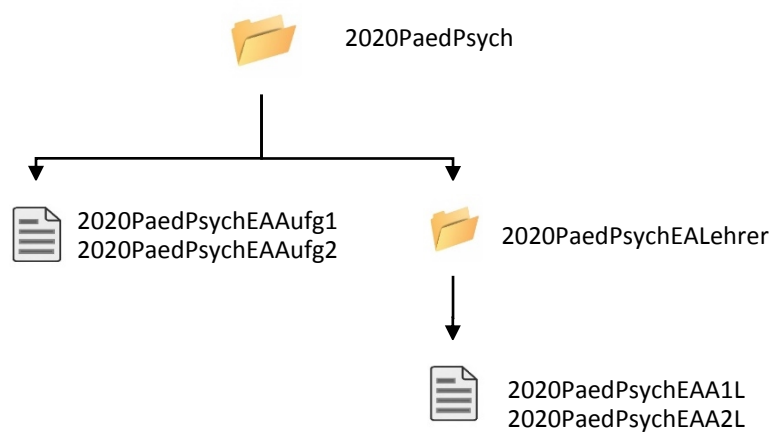 2020PaedPsych
2020PaedPsychEAAufg1
2020PaedPsychEAAufg2
2020PaedPsychEALehrer
2020PaedPsychEAA1L
2020PaedPsychEAA2L